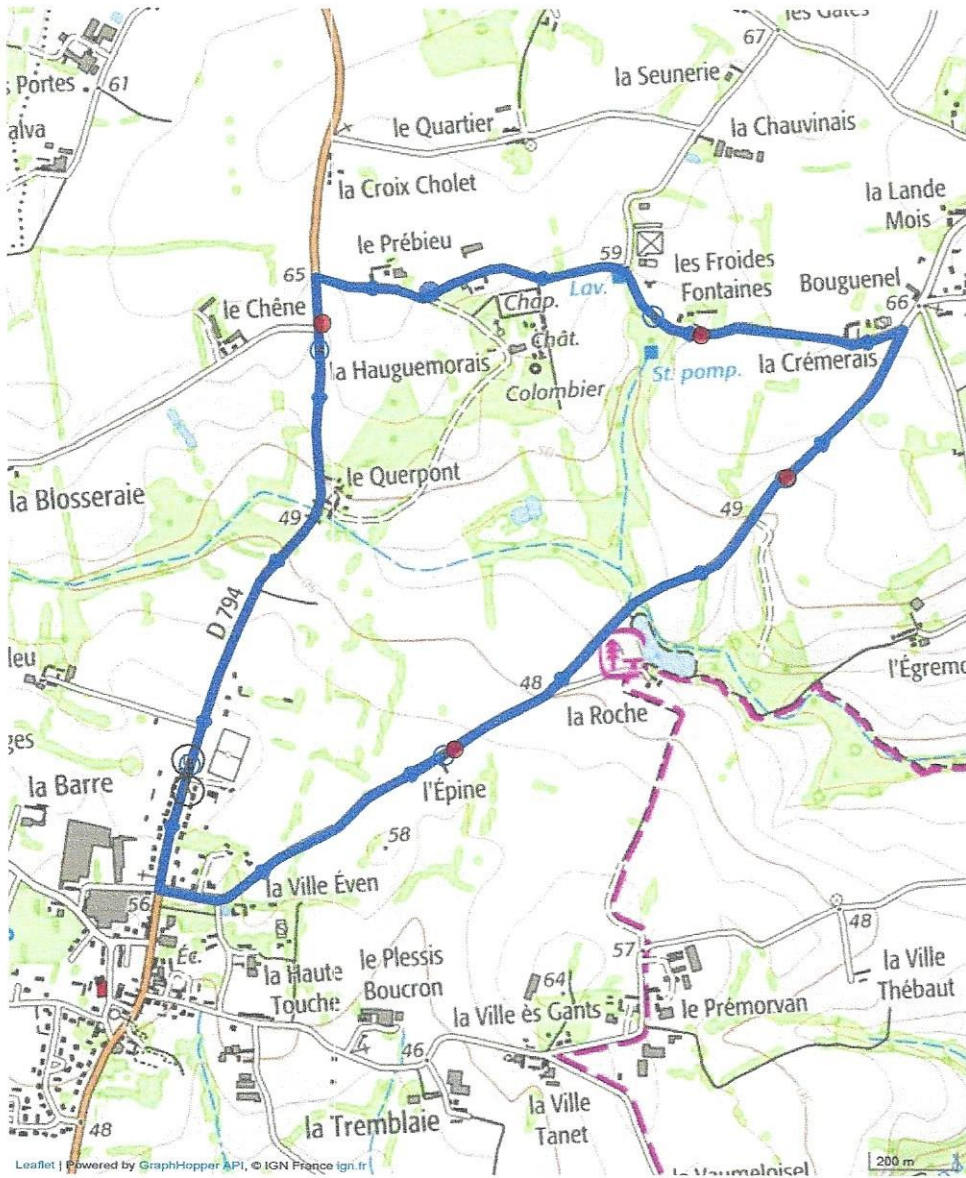 les Gales
67
la Seunerie
Portes
61
le Quartier
la Chauvinais
alva
la Croix Cholet
la Lande
Mois
le Prébieu
59
les Froides
Fontaines
65
Lav.
Bouguenel
66
Chap.
le Chêne
Chât.
la Hauguemorais
St. pomp.
la Crémerais
Colombier
50
le Querpont
la Blosseraie
49
49
D 794
leu
48
l'Égremo
la Roche
ges
la Barre
l'Épine
58
la Ville Éven
56
48
Éc.
57
la Haute
Touche
le Plessis
Boucron
64
la Ville
Thébaut
la Ville ès Gants
le Prémorvan
46
la Tremblaie
la Ville
Tanet
48
le Vaumeloisel
Leaflet | Powered by GraphHopper API, © IGN France ign.fr
200 m